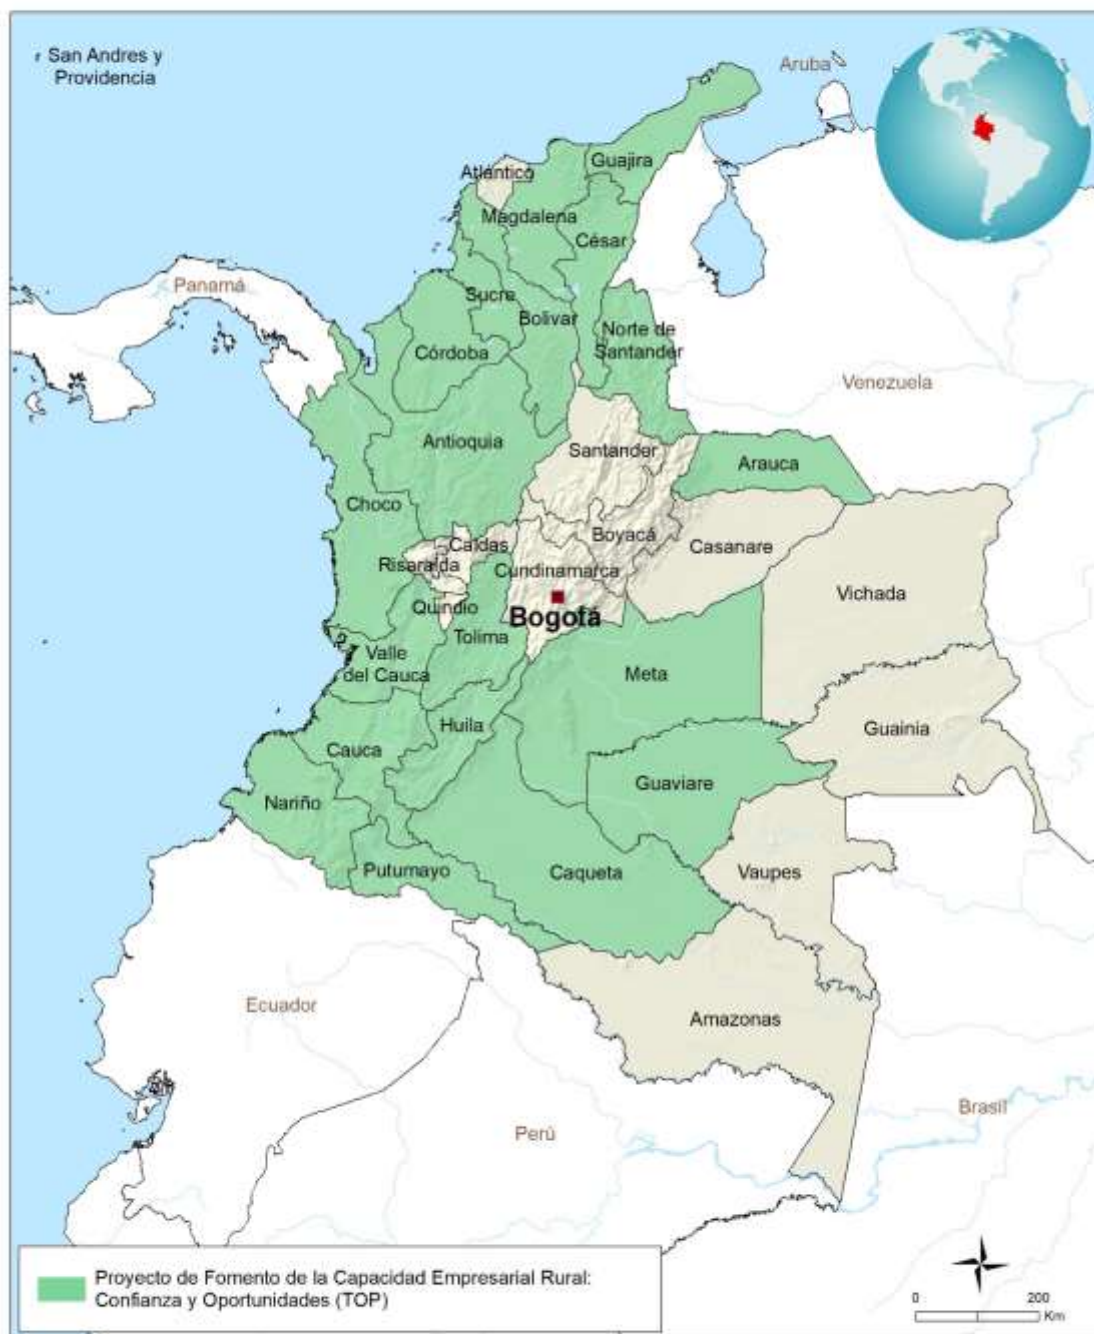 San Andres y
Providencia
Aruba
Guajira
Atlántico
Magdalena
César
Panamá
Sucre
Bolivar
Norte de
Santander
Córdoba
Venezuela
Antioquia
Santander
Arauca
Choco
Boyacá
Casanare
Caldas
Risaralda
Cundinamarca
Vichada
Quindio
Bogotá
Tolima
Valle
del Cauca
Meta
Huila
Guainia
Cauca
Guaviare
Nariño
Putumayo
Caqueta
Vaupes
Ecuador
Amazonas
Brasil
Perú
Proyecto de Fomento de la Capacidad Empresarial Rural:
Confianza y Oportunidades (TOP)
0 200
Km